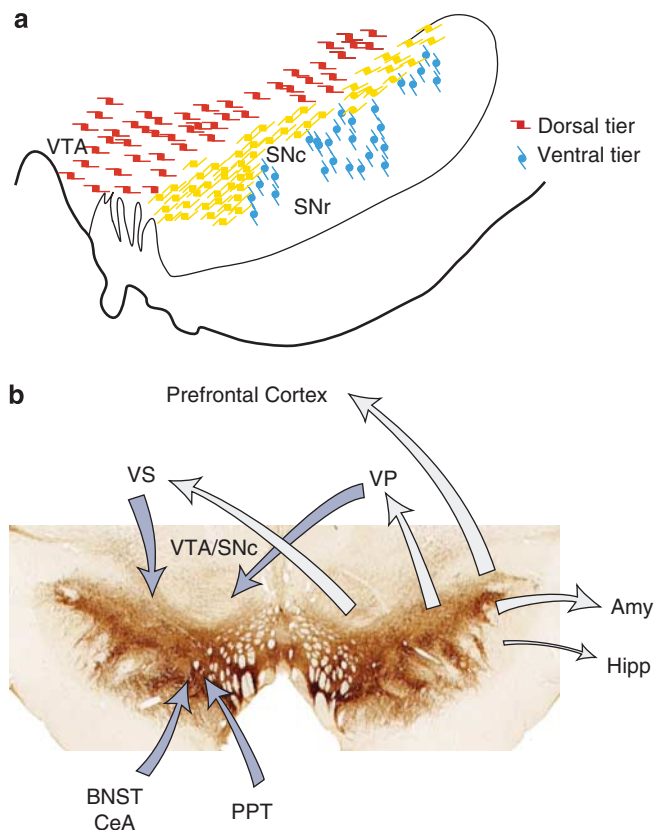 a
VTA
SNc
SNr
Dorsal tier
Ventral tier
b
Prefrontal Cortex
VS
VP
VTA/SNc
Amy
Hipp
BNST
CeA
PPT